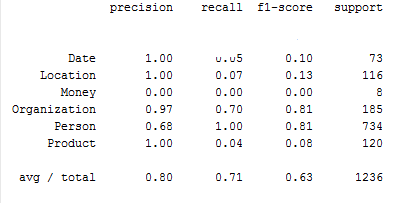 precision recall f1-score support
Date 1.00 0.05 0.10 73
Location 1.00 0.07 0.13 116
Money 0.00 0.00 0.00 8
Organization 0.97 0.70 0.81 185
Person 0.68 1.00 0.81 734
Product 1.00 0.04 0.08 120
avg / total 0.80 0.71 0.63 1236